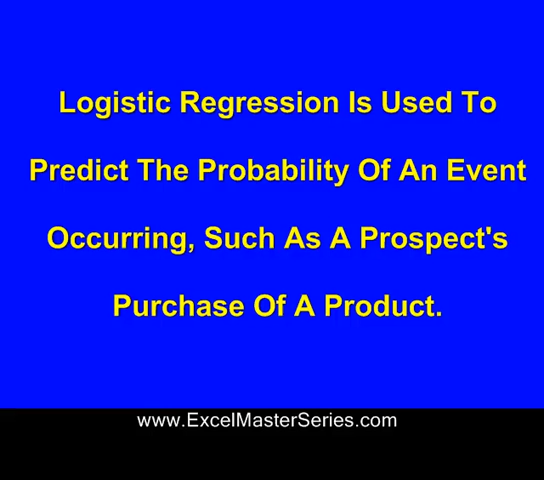 Logistic Regression Is Used To
Predict The Probability Of An Event
Occurring, Such As A Prospect's
Purchase Of A Product.
www.ExcelMasterSeries.com